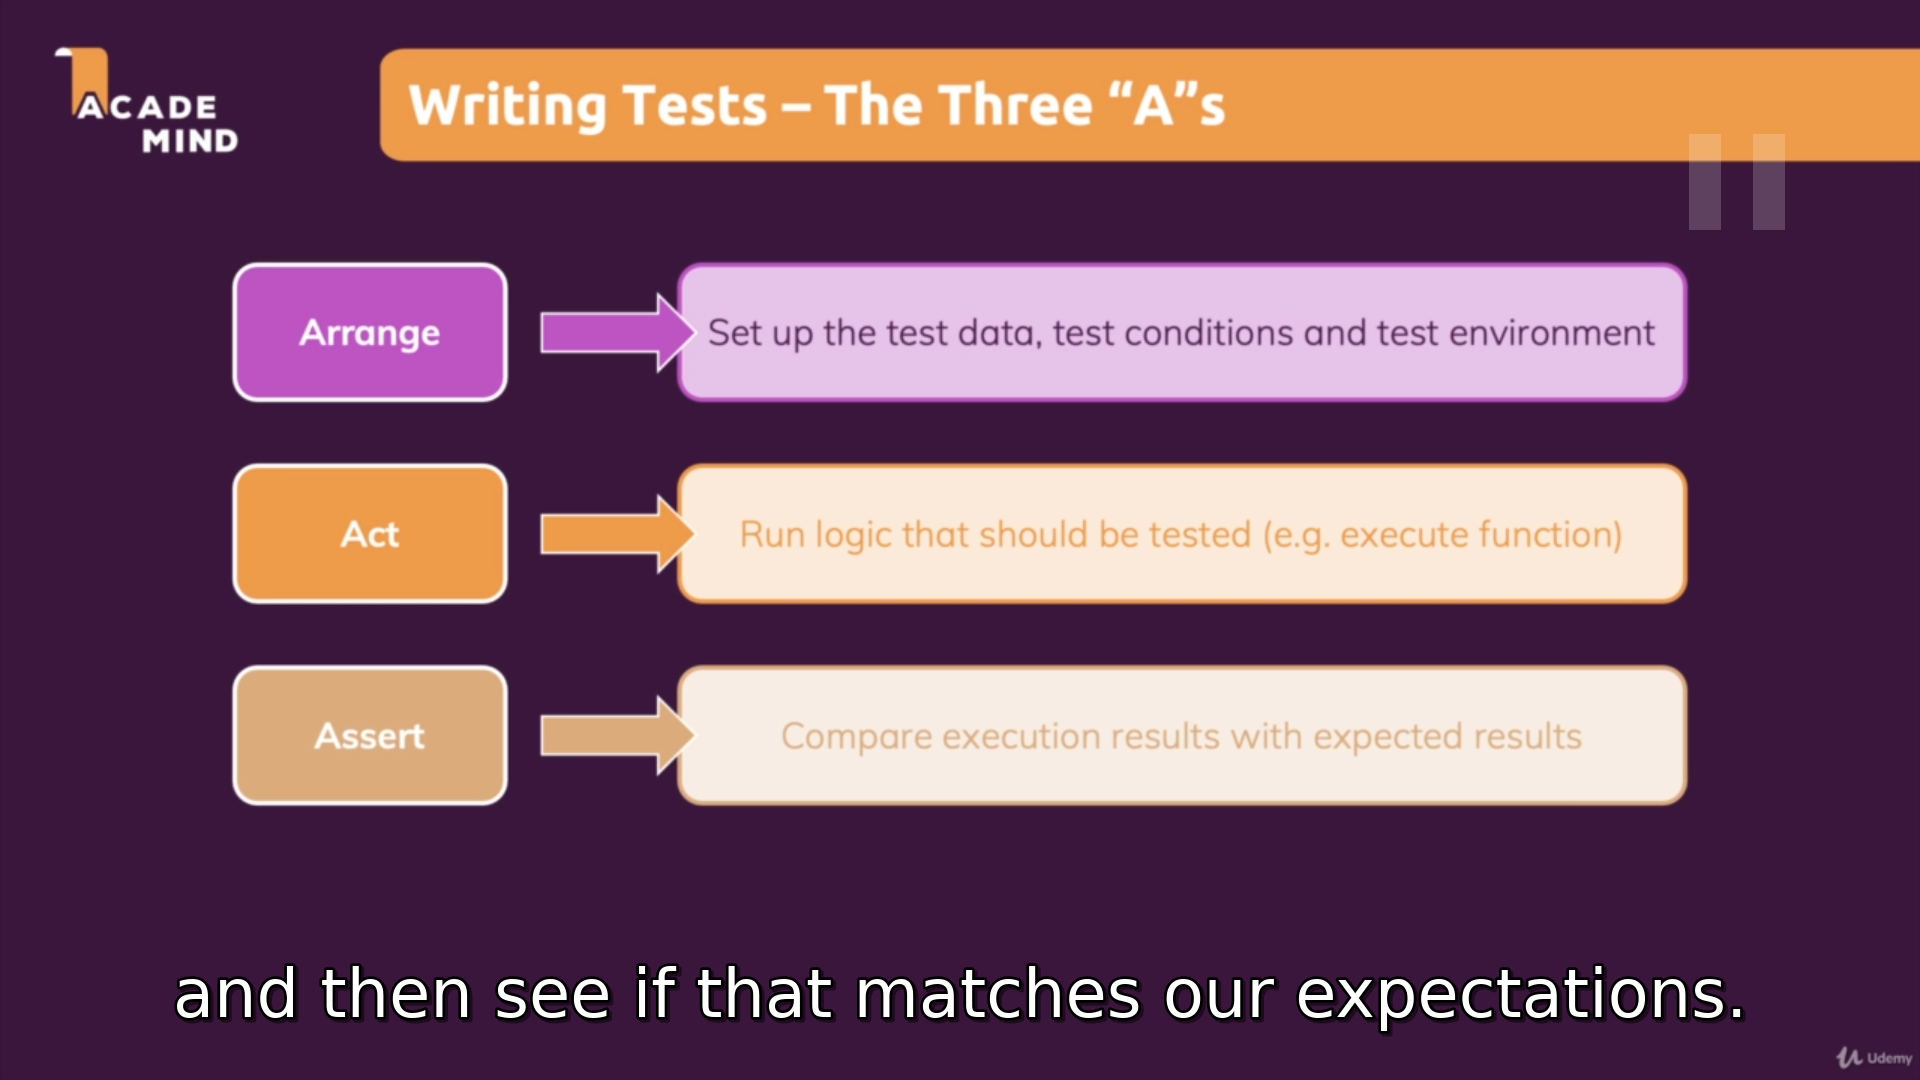 ACADE
MIND
Writing Tests – The Three “A”s
Arrange
Set up the test data, test conditions and test environment
Act
Run logic that should be tested (e.g. execute function)
Assert
Compare execution results with expected results
and then see if that matches our expectations.
Udemy